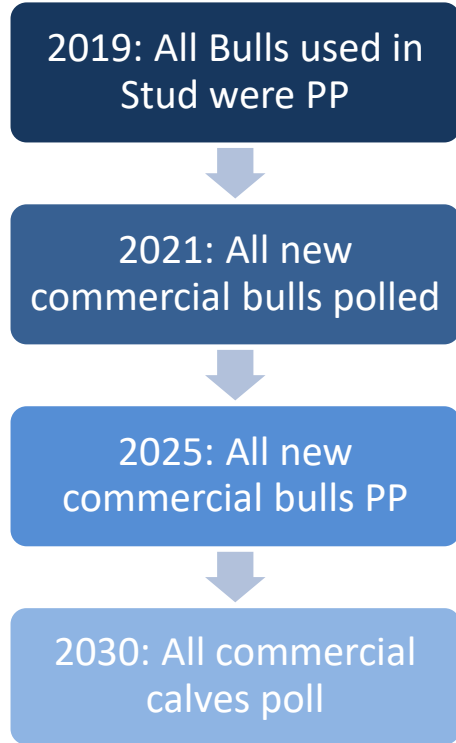 2019: All Bulls used in
Stud were PP
2021: All new
commercial bulls polled
2025: All new
commercial bulls PP
2030: All commercial
calves poll